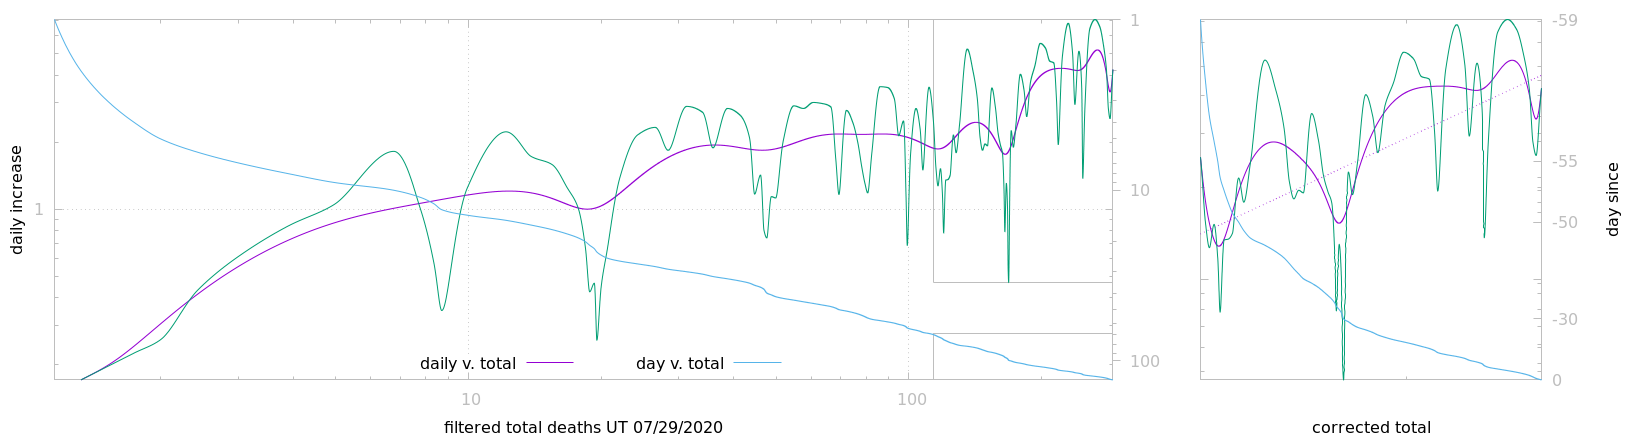 daily increase
1
daily v. total
day v. total
10
100
filtered total deaths UT 07/29/2020
1
10
100
-59
-55
-50
-30
0
day since
corrected total